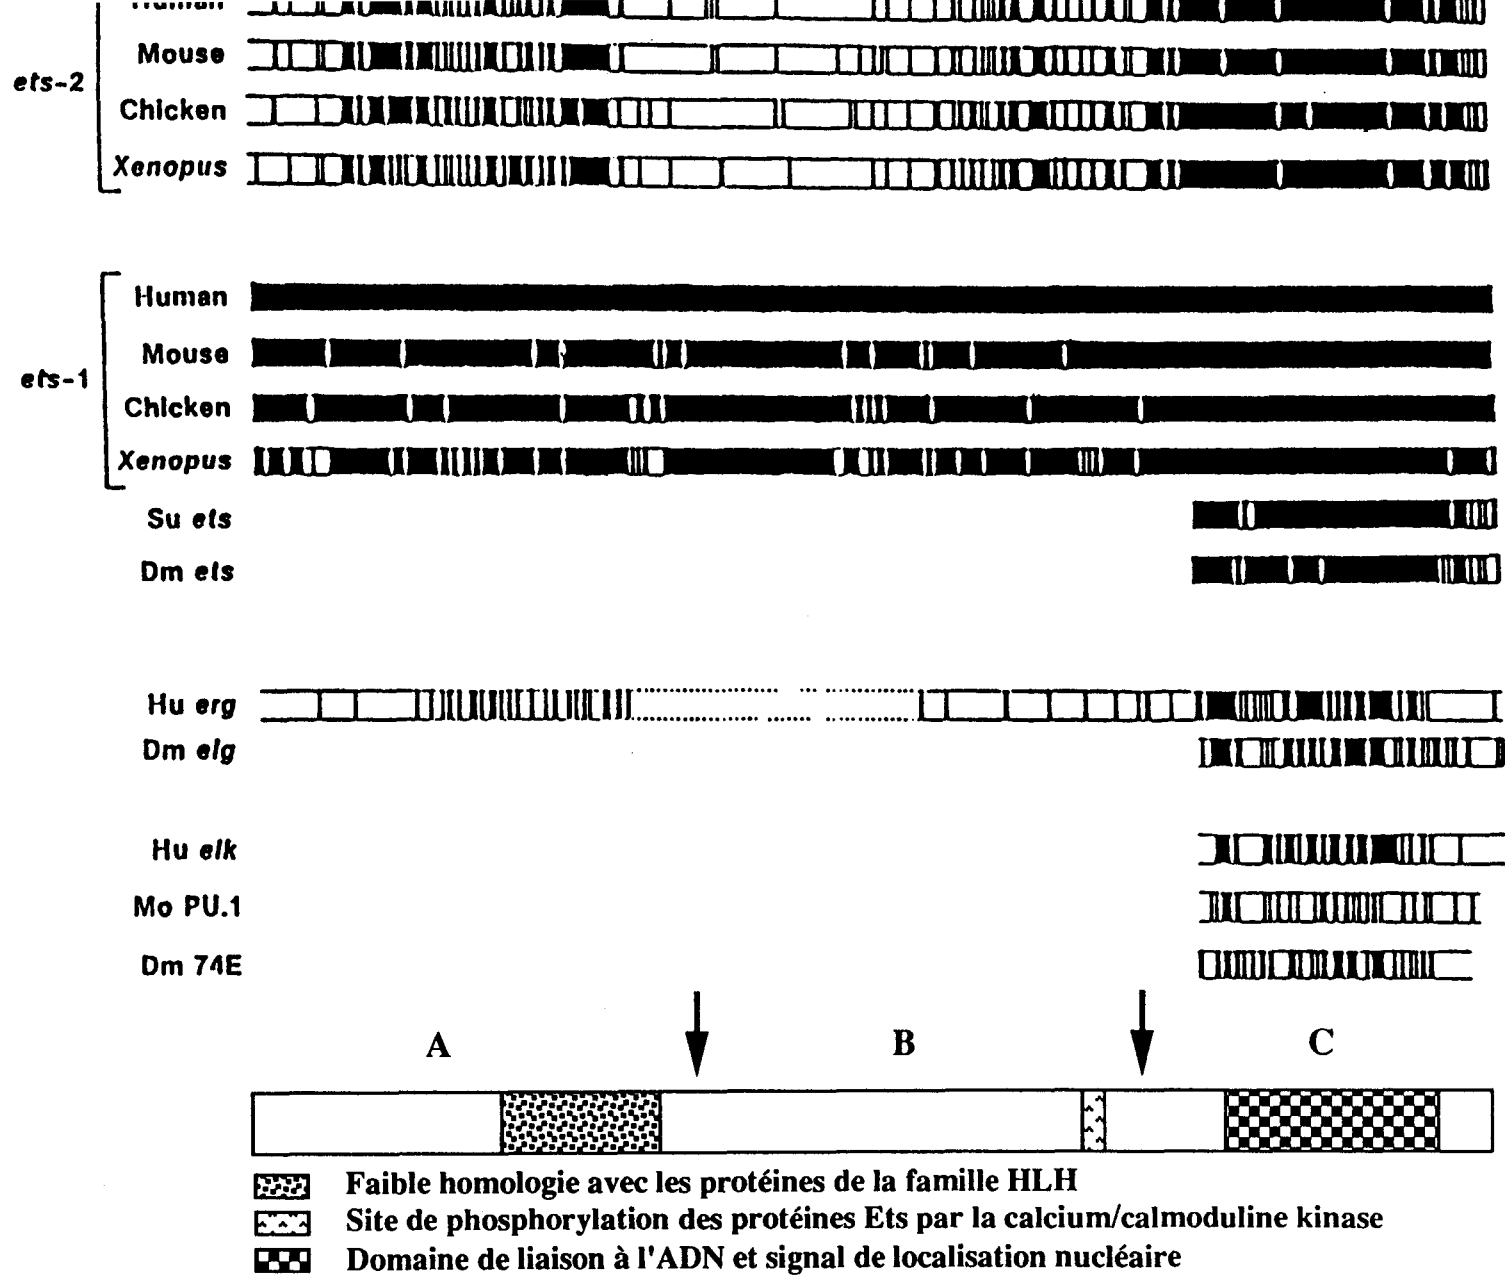 Human
Mouse
ets-2
Chicken
Xenopus
Human
Mouse
ets-1
Chicken
Xenopus
Su ets
Dm ets
Hu erg
Dm elg
Hu elk
Mo PU.1
Dm 74E
A B C
Faible homologie avec les protéines de la famille HLH
Site de phosphorylation des protéines Ets par la calcium/calmoduline kinase
Domaine de liaison à l'ADN et signal de localisation nucléaire